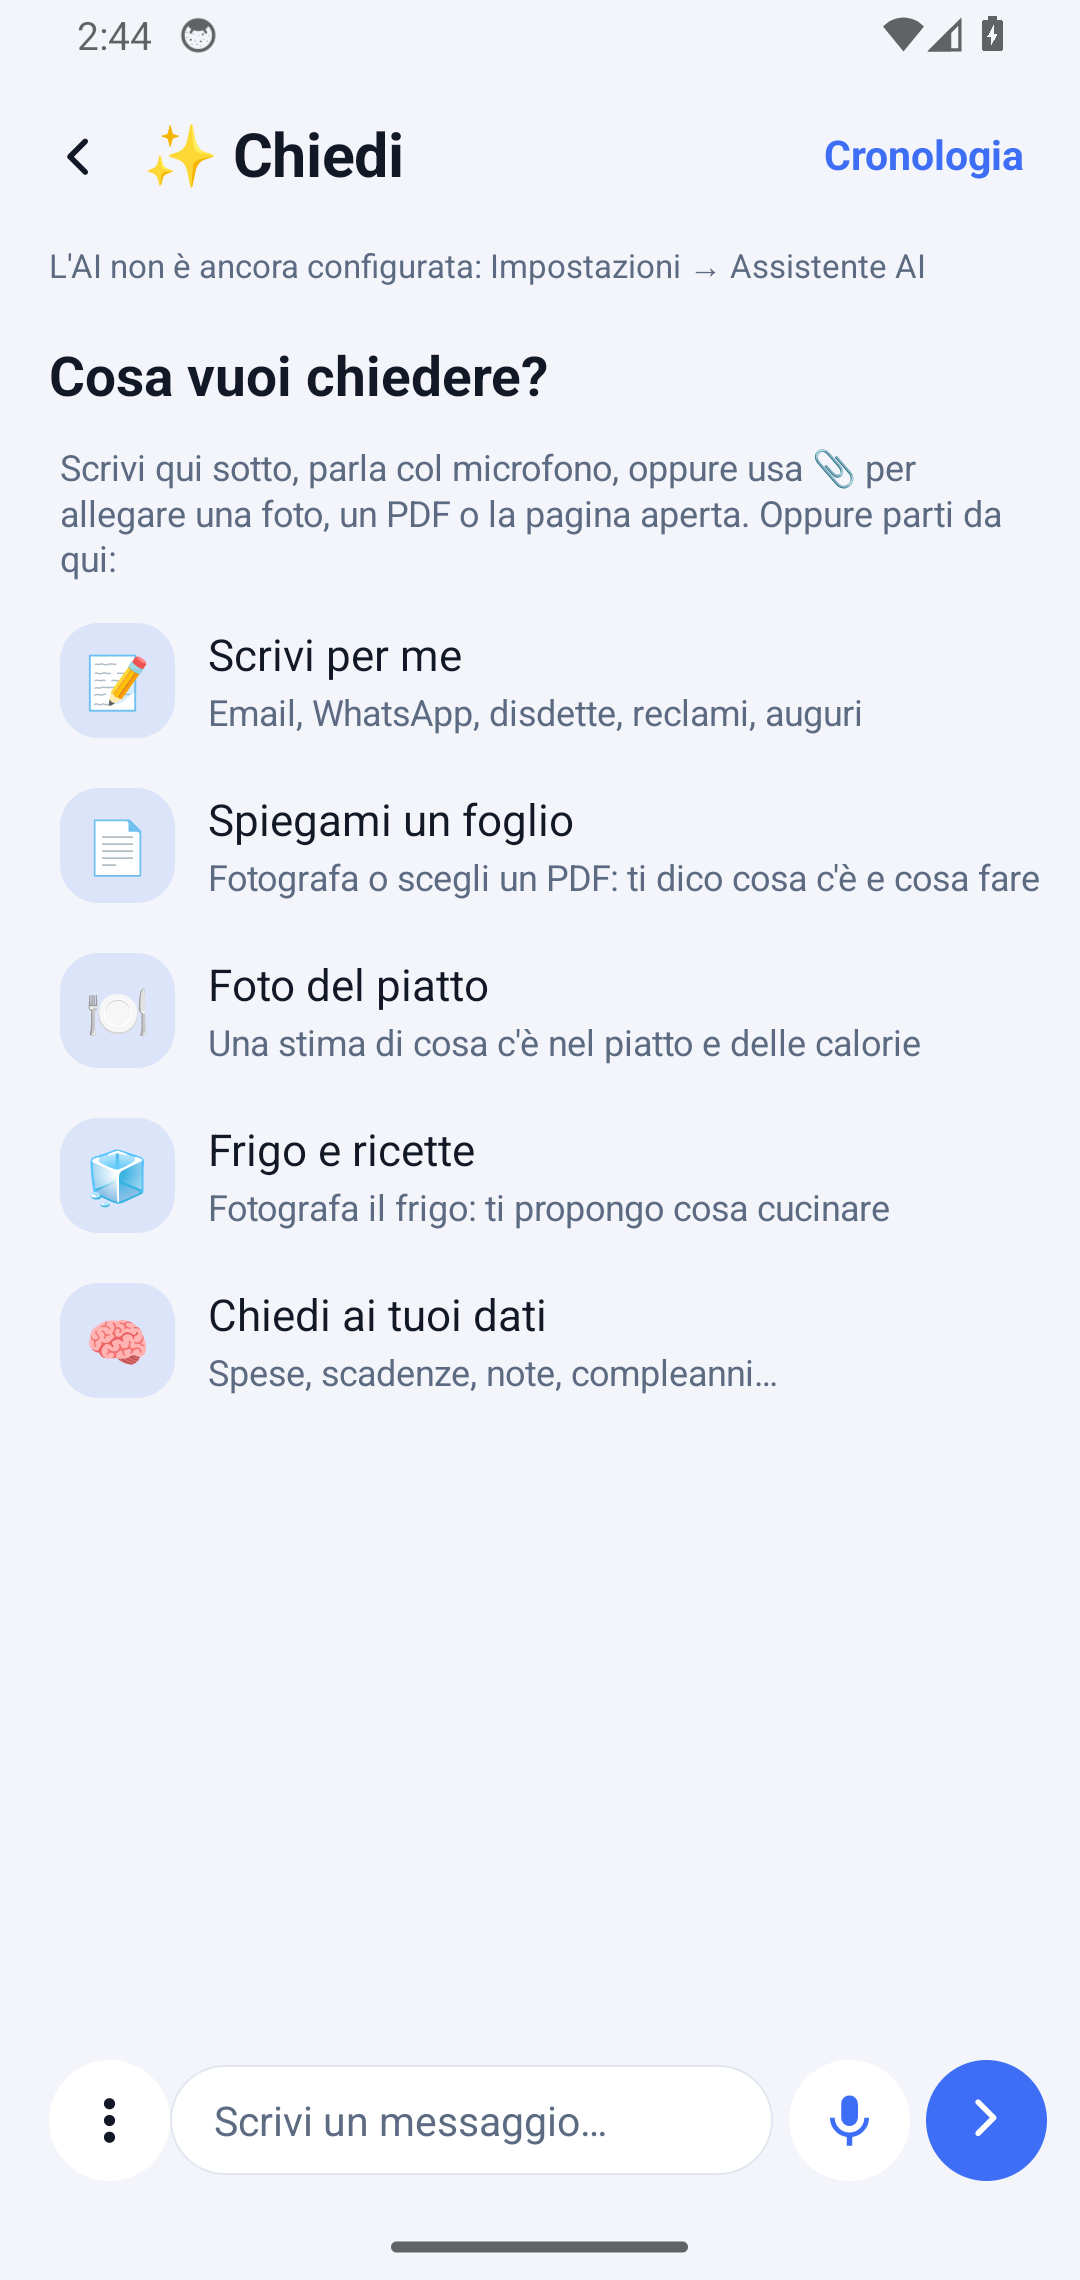 2:44
✨ Chiedi
Cronologia
L'AI non è ancora configurata: Impostazioni → Assistente AI
Cosa vuoi chiedere?
Scrivi qui sotto, parla col microfono, oppure usa 📎 per
allegare una foto, un PDF o la pagina aperta. Oppure parti da
qui:
Scrivi per me
Email, WhatsApp, disdette, reclami, auguri
Spiegami un foglio
Fotografa o scegli un PDF: ti dico cosa c'è e cosa fare
Foto del piatto
Una stima di cosa c'è nel piatto e delle calorie
Frigo e ricette
Fotografa il frigo: ti propongo cosa cucinare
Chiedi ai tuoi dati
Spese, scadenze, note, compleanni…
Scrivi un messaggio…